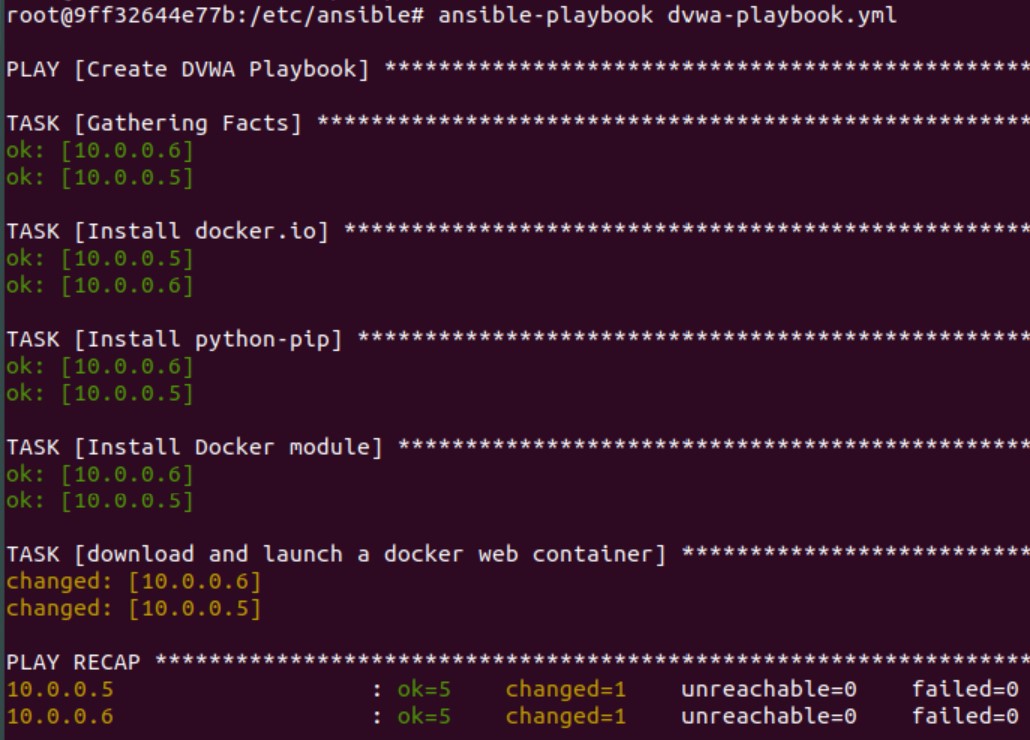 root@9ff32644e77b:/etc/ansible# ansible-playbook dvwa-playbook.yml
PLAY [Create DVWA Playbook] ************************************************
TASK [Gathering Facts] *****************************************************
ok: [10.0.0.6]
ok: [10.0.0.5]
TASK [Install docker.io] ***************************************************
ok: [10.0.0.5]
ok: [10.0.0.6]
TASK [Install python-pip] **************************************************
ok: [10.0.0.6]
ok: [10.0.0.5]
TASK [Install Docker module] ***********************************************
ok: [10.0.0.6]
ok: [10.0.0.5]
TASK [download and launch a docker web container] **************************
changed: [10.0.0.6]
changed: [10.0.0.5]
PLAY RECAP *****************************************************************
10.0.0.5                   : ok=5    changed=1    unreachable=0    failed=0
10.0.0.6                   : ok=5    changed=1    unreachable=0    failed=0